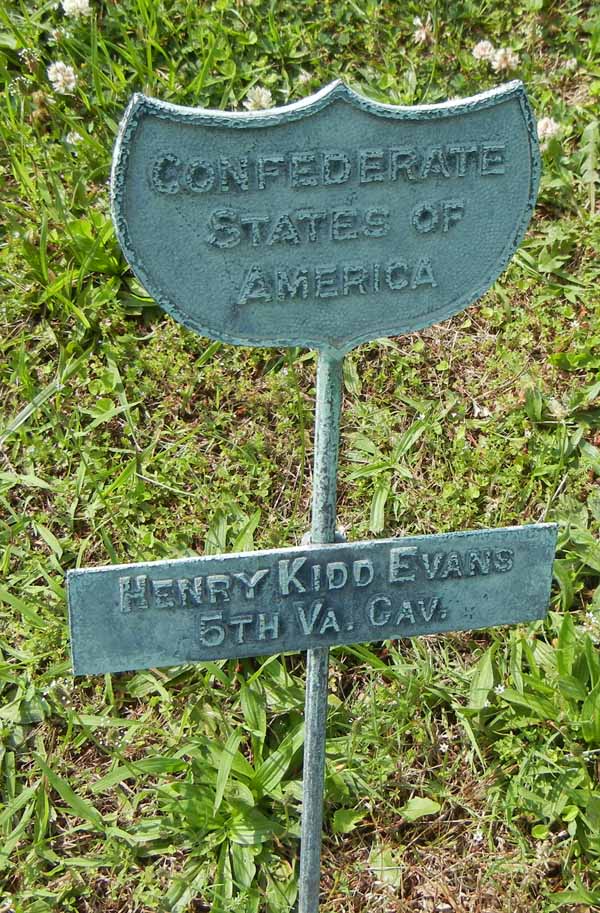 CONFEDERATE
STATES OF
AMERICA
HENRY KIDD EVANS
5TH VA. CAV.